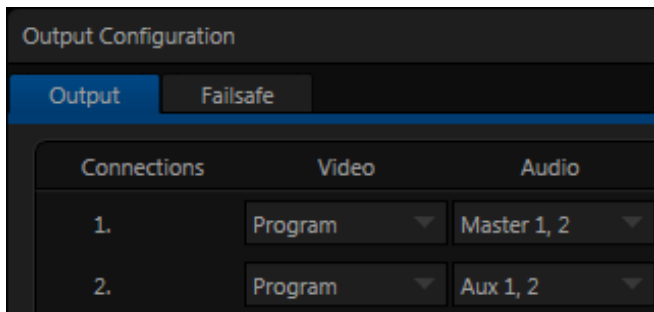 Output Configuration
Output Failsafe
Connections Video Audio
1. Program Master 1, 2
2. Program Aux 1, 2